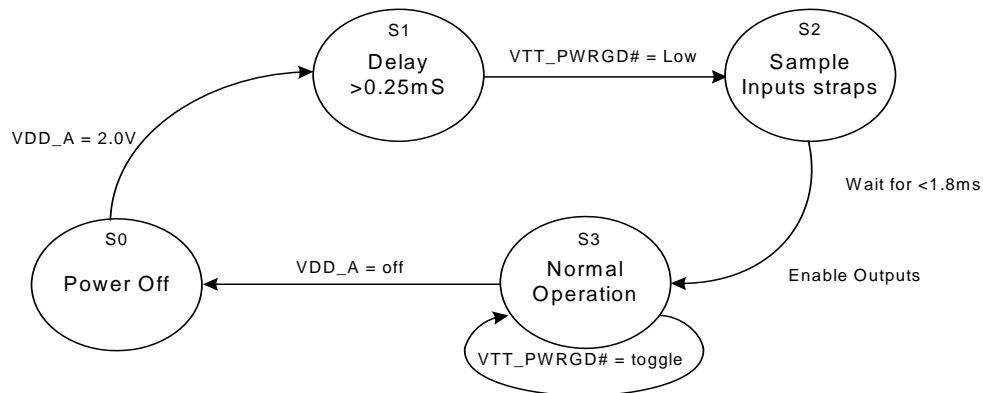 S1
Delay
>0.25mS
VTT_PWRGD# = Low
S2
Sample
Inputs straps
VDD_A = 2.0V
Wait for <1.8ms
S0
Power Off
VDD_A = off
S3
Normal
Operation
Enable Outputs
VTT_PWRGD# = toggle